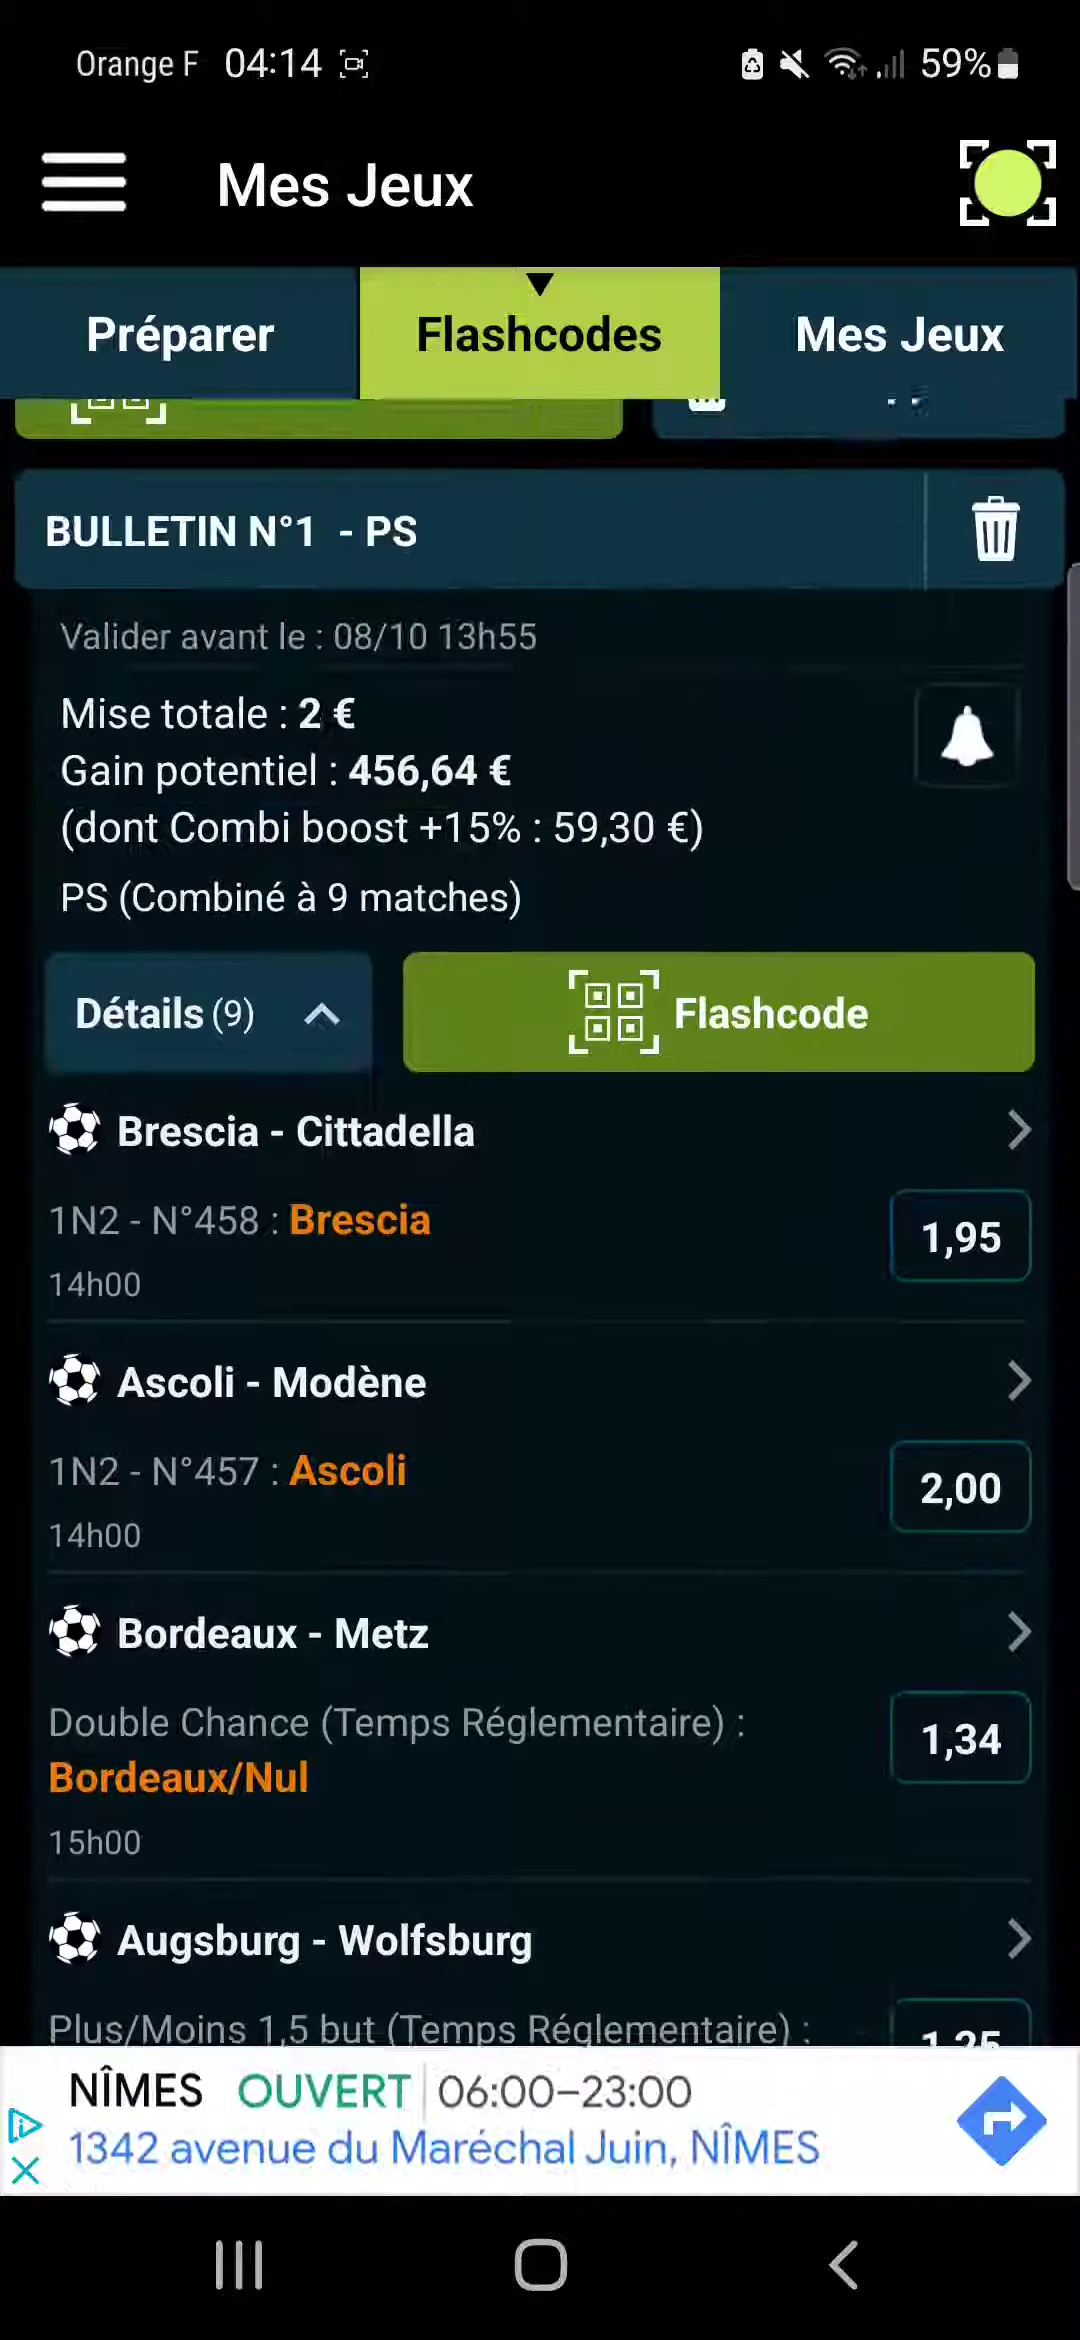 Orange F 04:14 59%
Mes Jeux
Préparer Flashcodes Mes Jeux
BULLETIN N°1 - PS
Valider avant le : 08/10 13h55
Mise totale : 2 €
Gain potentiel : 456,64 €
(dont Combi boost +15% : 59,30 €)
PS (Combiné à 9 matches)
Détails (9) Flashcode
Brescia - Cittadella
1N2 - N°458 : Brescia 1,95
14h00
Ascoli - Modène
1N2 - N°457 : Ascoli 2,00
14h00
Bordeaux - Metz
Double Chance (Temps Réglementaire) : 1,34
Bordeaux/Nul
15h00
Augsburg - Wolfsburg
Plus/Moins 1,5 but (Temps Réglementaire) : 1,25
NÎMES OUVERT 06:00–23:00
1342 avenue du Maréchal Juin, NÎMES